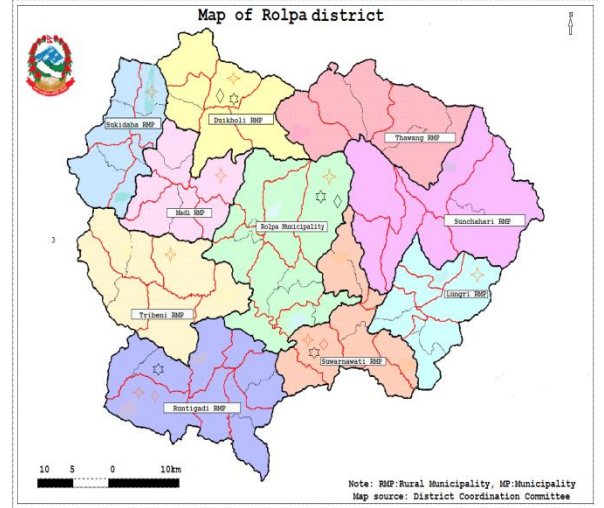 Map of Rolpa district
N
Sukidaha RMP
Duikholi RMP
Thawang RMP
Madi RMP
Rolpa Municipality
Sunchahari RMP
3
Lungri RMP
Tribeni RMP
Suwarnawati RMP
Runtigadi RMP
10 5 0 10km
Note: RMP:Rural Municipality, MP:Municipality
Map source: District Coordination Committee